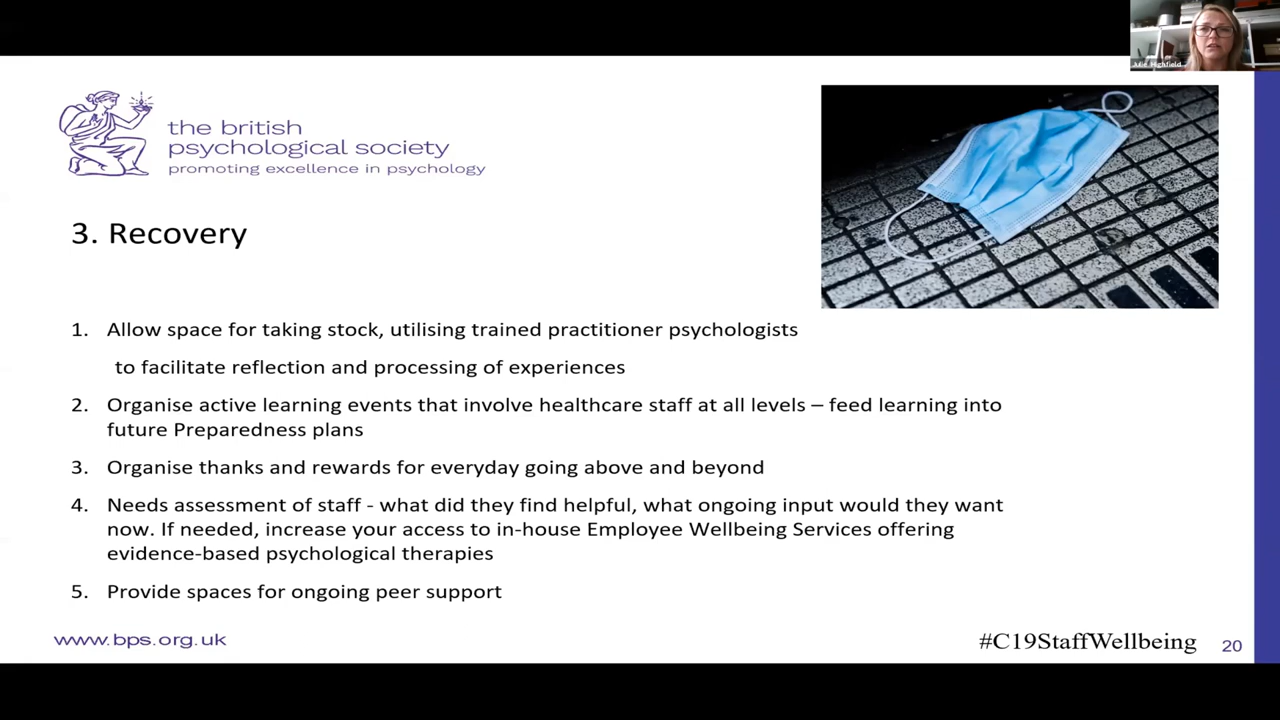 Julie Highfield
the british
psychological society
promoting excellence in psychology
3. Recovery
1. Allow space for taking stock, utilising trained practitioner psychologists
to facilitate reflection and processing of experiences
2. Organise active learning events that involve healthcare staff at all levels – feed learning into
future Preparedness plans
3. Organise thanks and rewards for everyday going above and beyond
4. Needs assessment of staff - what did they find helpful, what ongoing input would they want
now. If needed, increase your access to in-house Employee Wellbeing Services offering
evidence-based psychological therapies
5. Provide spaces for ongoing peer support
www.bps.org.uk
#C19StaffWellbeing
20